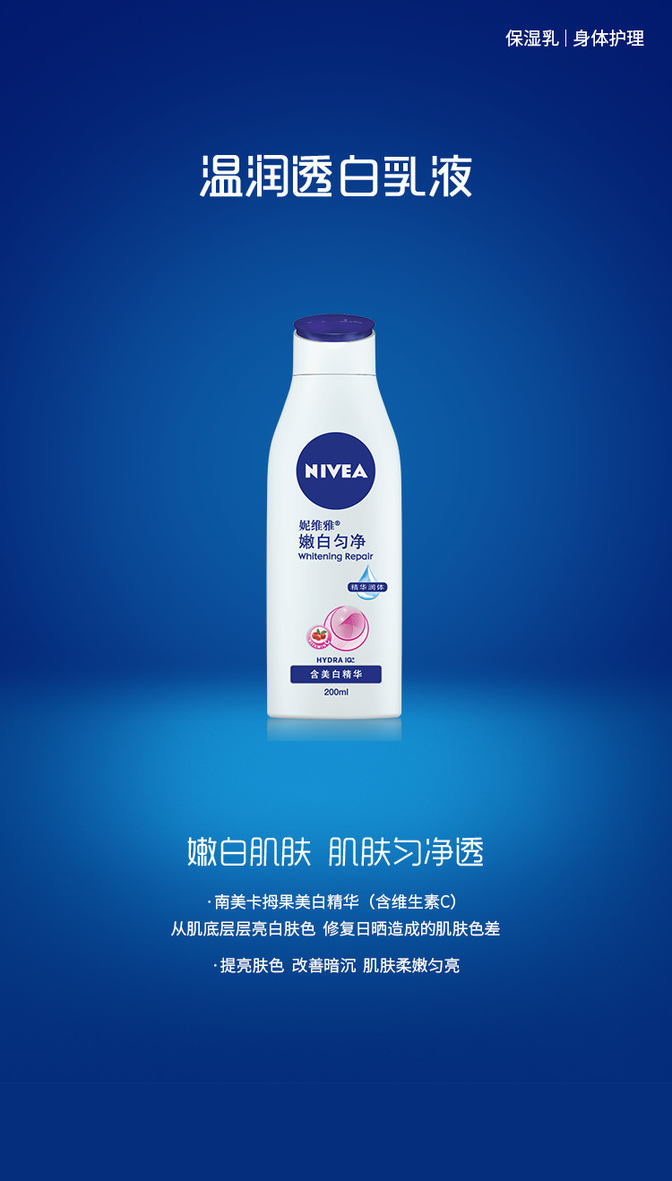 保湿乳|身体护理
温润透白乳液
NIVEA
妮维雅®
嫩白匀净
Whitening Repair
精华润体
HYDRA IQ
含美白精华
200ml
嫩白肌肤 肌肤匀净透
·南美卡拇果美白精华（含维生素C）
从肌底层层亮白肤色 修复日晒造成的肌肤色差
·提亮肤色 改善暗沉 肌肤柔嫩匀亮